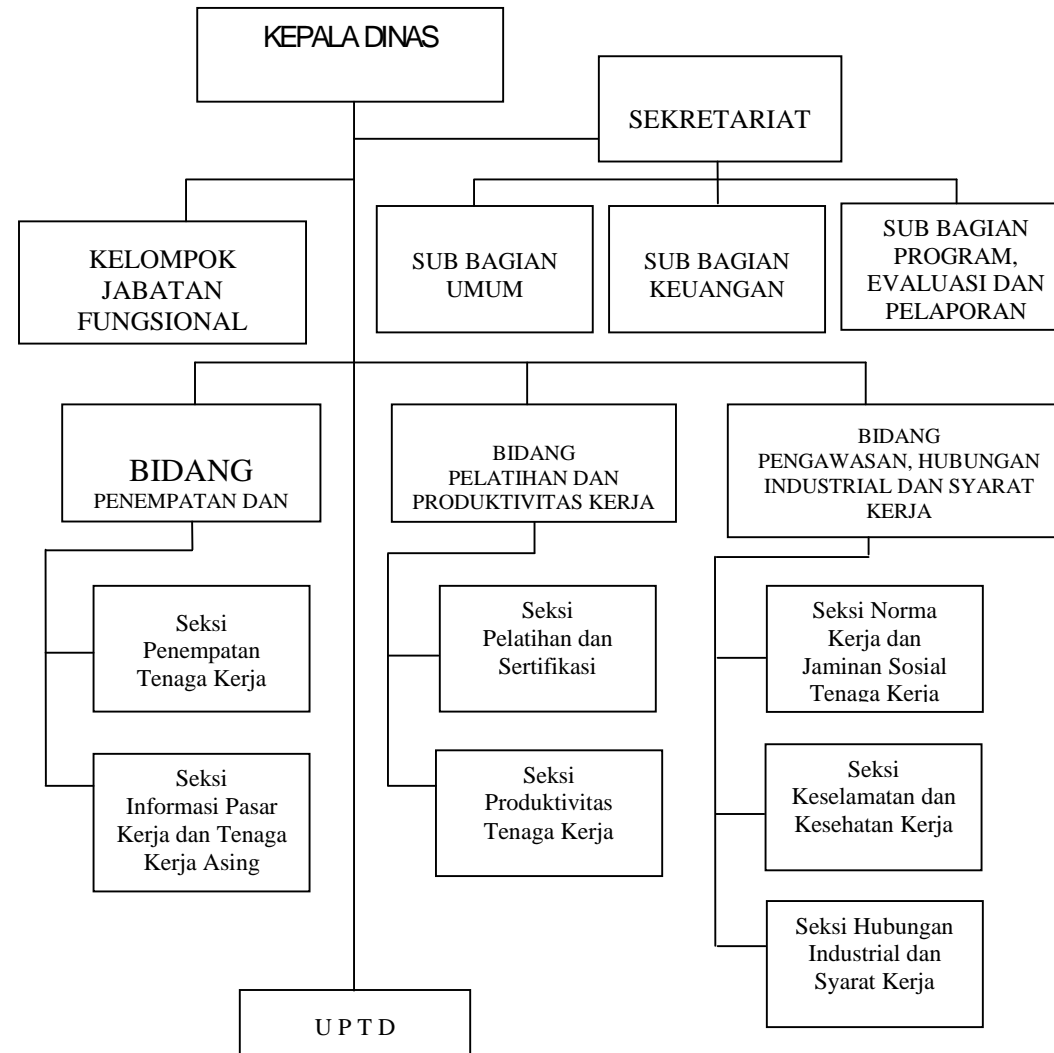 KEPALA DINAS
SEKRETARIAT
KELOMPOK
JABATAN
FUNGSIONAL
SUB BAGIAN
UMUM
SUB BAGIAN
KEUANGAN
SUB BAGIAN
PROGRAM,
EVALUASI DAN
PELAPORAN
BIDANG
PENEMPATAN DAN
BIDANG
PELATIHAN DAN
PRODUKTIVITAS KERJA
BIDANG
PENGAWASAN, HUBUNGAN
INDUSTRIAL DAN SYARAT
KERJA
Seksi
Penempatan
Tenaga Kerja
Seksi
Pelatihan dan
Sertifikasi
Seksi Norma
Kerja dan
Jaminan Sosial
Tenaga Kerja
Seksi
Informasi Pasar
Kerja dan Tenaga
Kerja Asing
Seksi
Produktivitas
Tenaga Kerja
Seksi
Keselamatan dan
Kesehatan Kerja
Seksi Hubungan
Industrial dan
Syarat Kerja
U P T D